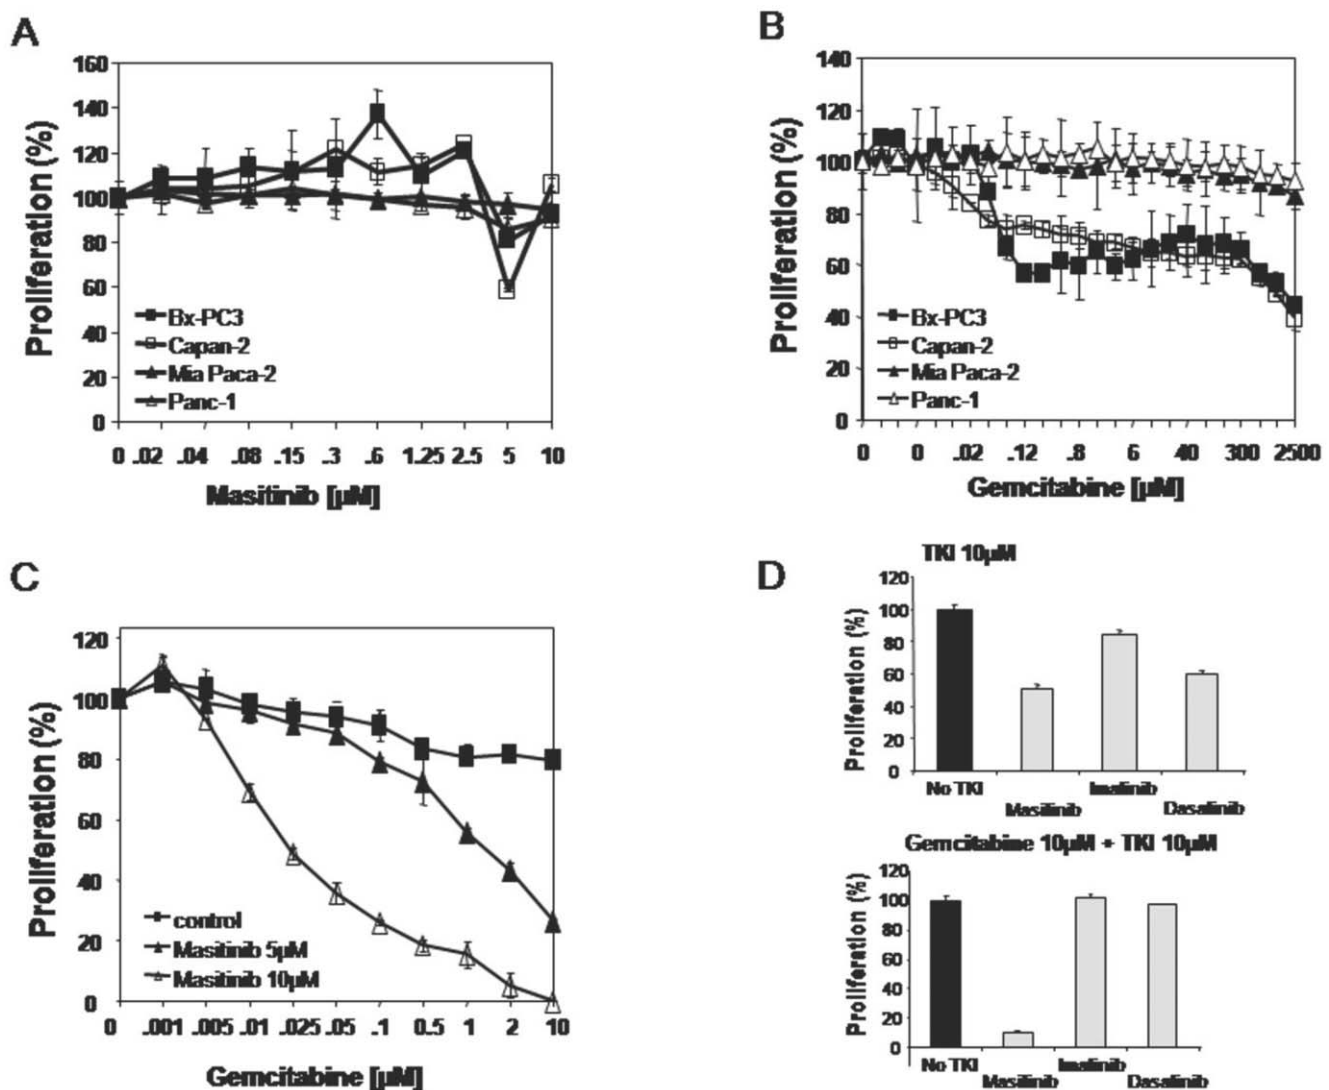 A
Proliferation (%)
160
140
120
100
80
60
40
20
0
Bx-PC3
Capan-2
Mia Paca-2
Panc-1
0 .02 .04 .08 .15 .3 .6 1.25 2.5 5 10
Masitinib [µM]
B
Proliferation (%)
140
120
100
80
60
40
20
0
Bx-PC3
Capan-2
Mia Paca-2
Panc-1
0 0 .02 .12 .8 6 40 300 2500
Gemcitabine [µM]
C
Proliferation (%)
120
100
80
60
40
20
0
control
Masitinib 5µM
Masitinib 10µM
0 .001 .005 .01 .025 .05 .1 0.5 1 2 10
Gemcitabine [µM]
D
TKI 10µM
Proliferation (%)
120
100
80
60
40
20
0
No TKI
Masitinib
Imatinib
Dasatinib
Gemcitabine 10µM + TKI 10µM
Proliferation (%)
120
100
80
60
40
20
0
No TKI
Masitinib
Imatinib
Dasatinib